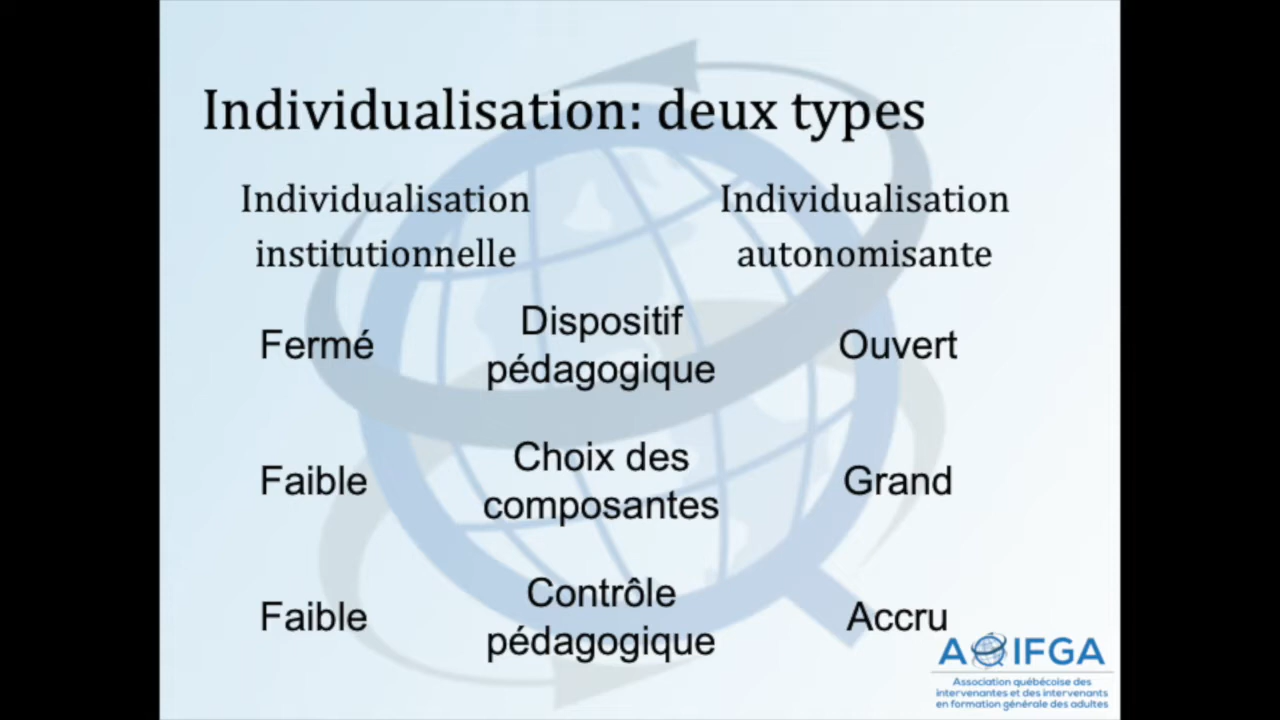 Individualisation: deux types
Individualisation
institutionnelle
Individualisation
autonomisante
Fermé
Dispositif
pédagogique
Ouvert
Faible
Choix des
composantes
Grand
Faible
Contrôle
pédagogique
Accru
AQIFGA
Association québécoise des
intervenantes et des intervenants
en formation générale des adultes